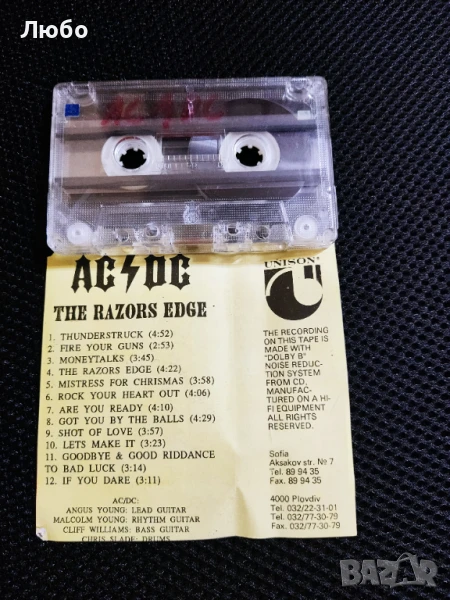 Любо
AC DC
AC⚡DC
THE RAZORS EDGE
1. THUNDERSTRUCK (4:52)
2. FIRE YOUR GUNS (2:53)
3. MONEYTALKS (3:45)
4. THE RAZORS EDGE (4:22)
5. MISTRESS FOR CHRISMAS (3:58)
6. ROCK YOUR HEART OUT (4:06)
7. ARE YOU READY (4:10)
8. GOT YOU BY THE BALLS (4:29)
9. SHOT OF LOVE (3:57)
10. LETS MAKE IT (3:23)
11. GOODBYE & GOOD RIDDANCE
TO BAD LUCK (3:14)
12. IF YOU DARE (3:11)
AC/DC:
ANGUS YOUNG: LEAD GUITAR
MALCOLM YOUNG: RHYTHM GUITAR
CLIFF WILLIAMS: BASS GUITAR
CHRIS SLADE: DRUMS
UNISON
THE RECORDING
ON THIS TAPE IS
MADE WITH
"DOLBY B"
NOISE REDUC-
TION SYSTEM
FROM CD.
MANUFAC-
TURED ON A HI-
FI EQUIPMENT
ALL RIGHTS
RESERVED.
Sofia
Aksakov str. № 7
Tel. 89 94 35
Fax. 89 94 35
4000 Plovdiv
Tel. 032/22-31-01
Tel. 032/77-30-79
Fax. 032/77-30-79
BAZAR